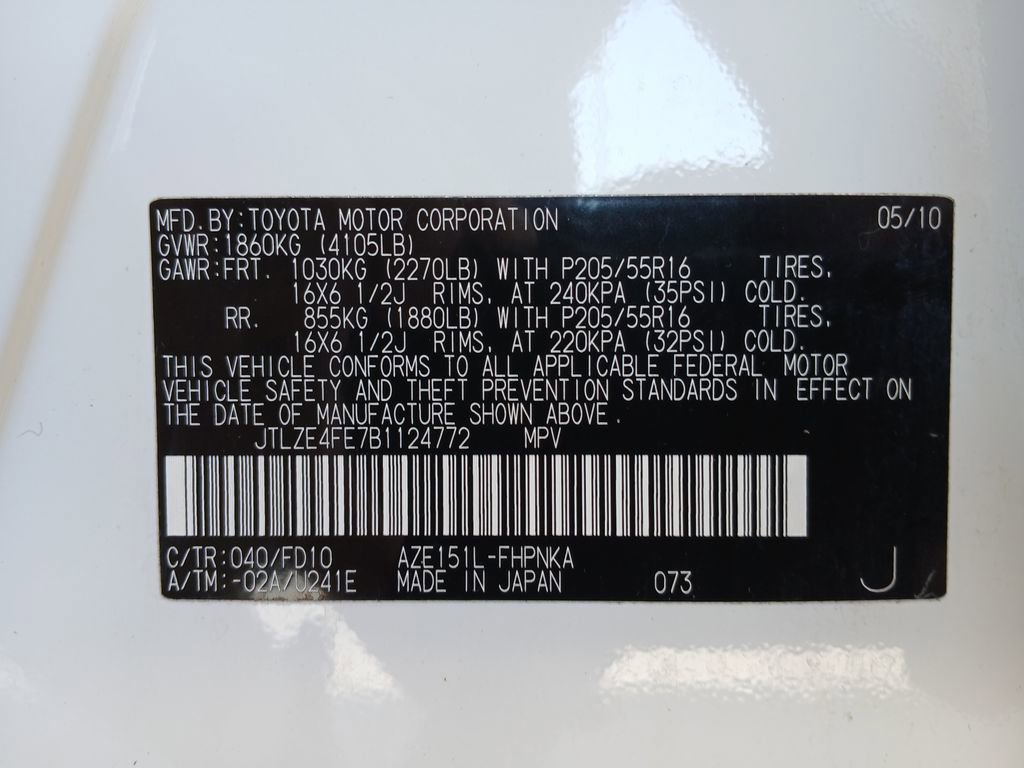 MFD.BY:TOYOTA MOTOR CORPORATION 05/10
GVWR:1860KG (4105LB)
GAWR:FRT. 1030KG (2270LB) WITH P205/55R16 TIRES,
16X6 1/2J RIMS, AT 240KPA (35PSI) COLD.
RR. 855KG (1880LB) WITH P205/55R16 TIRES,
16X6 1/2J RIMS, AT 220KPA (32PSI) COLD.
THIS VEHICLE CONFORMS TO ALL APPLICABLE FEDERAL MOTOR
VEHICLE SAFETY AND THEFT PREVENTION STANDARDS IN EFFECT ON
THE DATE OF MANUFACTURE SHOWN ABOVE.
JTLZE4FE7B1124772 MPV
C/TR:040/FD10 AZE151L-FHPNKA
A/TM:-02A/U241E MADE IN JAPAN 073 J